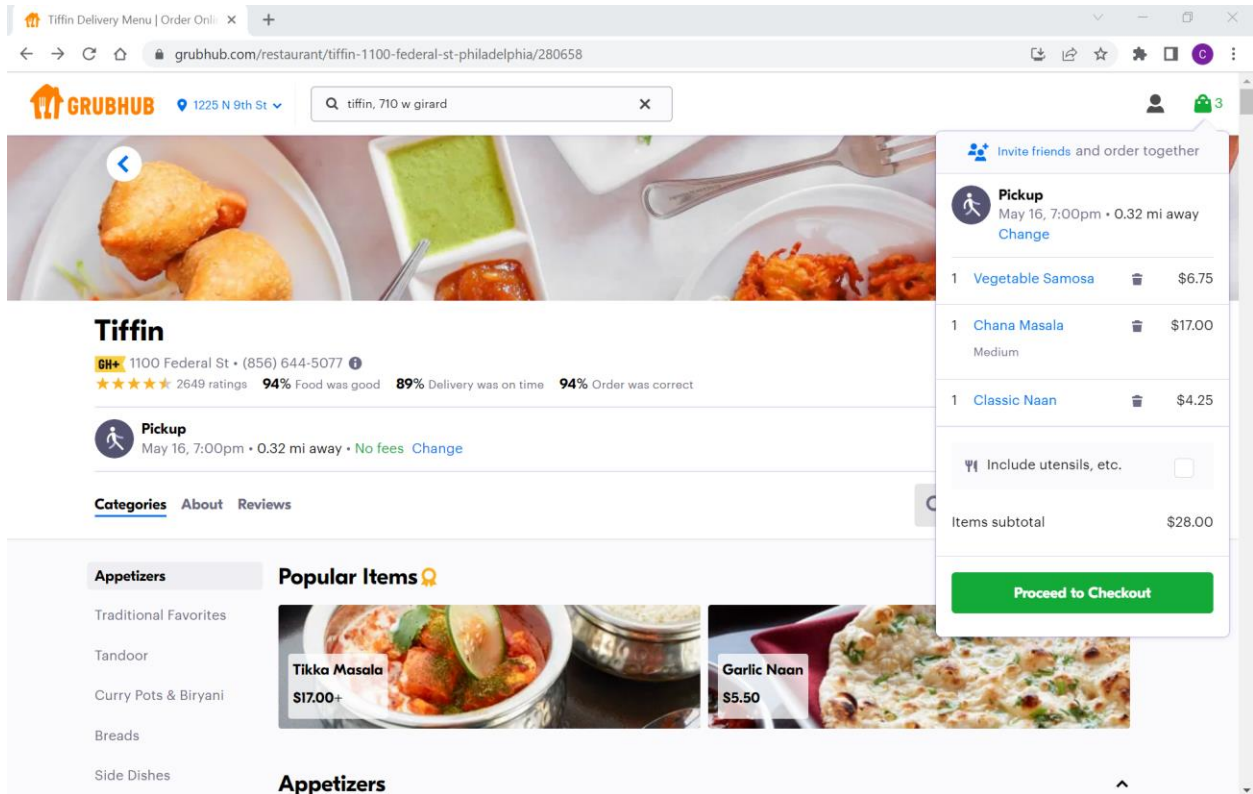 Tiffin Delivery Menu | Order Onli
grubhub.com/restaurant/tiffin-1100-federal-st-philadelphia/280658
C
GRUBHUB
1225 N 9th St
tiffin, 710 w girard
3
Invite friends and order together
Pickup
May 16, 7:00pm • 0.32 mi away
Change
1 Vegetable Samosa $6.75
1 Chana Masala $17.00
Medium
1 Classic Naan $4.25
Include utensils, etc.
Items subtotal $28.00
Proceed to Checkout
Tiffin
GH+ 1100 Federal St • (856) 644-5077
2649 ratings 94% Food was good 89% Delivery was on time 94% Order was correct
Pickup
May 16, 7:00pm • 0.32 mi away • No fees Change
Categories About Reviews
Appetizers
Traditional Favorites
Tandoor
Curry Pots & Biryani
Breads
Side Dishes
Popular Items
Tikka Masala
$17.00+
Garlic Naan
$5.50
Appetizers